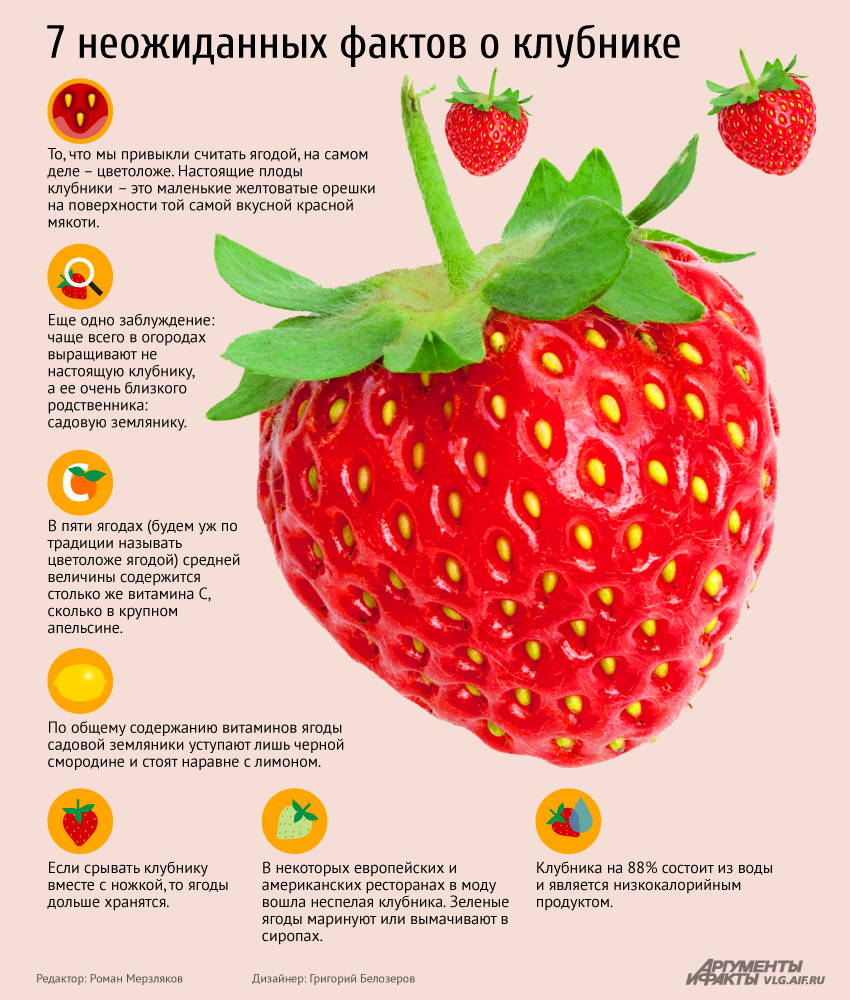 7 неожиданных фактов о клубнике
То, что мы привыкли считать ягодой, на самом
деле – цветоложе. Настоящие плоды
клубники – это маленькие желтоватые орешки
на поверхности той самой вкусной красной
мякоти.
Еще одно заблуждение:
чаще всего в огородах
выращивают не
настоящую клубнику,
а ее очень близкого
родственника:
садовую землянику.
C
В пяти ягодах (будем уж по
традиции называть
цветоложе ягодой) средней
величины содержится
столько же витамина С,
сколько в крупном
апельсине.
По общему содержанию витаминов ягоды
садовой земляники уступают лишь черной
смородине и стоят наравне с лимоном.
Если срывать клубнику
вместе с ножкой, то ягоды
дольше хранятся.
В некоторых европейских и
американских ресторанах в моду
вошла неспелая клубника. Зеленые
ягоды маринуют или вымачивают в
сиропах.
Клубника на 88% состоит из воды
и является низкокалорийным
продуктом.
Редактор: Роман Мерзляков
Дизайнер: Григорий Белозеров
АРГУМЕНТЫ
И ФАКТЫ VLG.AIF.RU